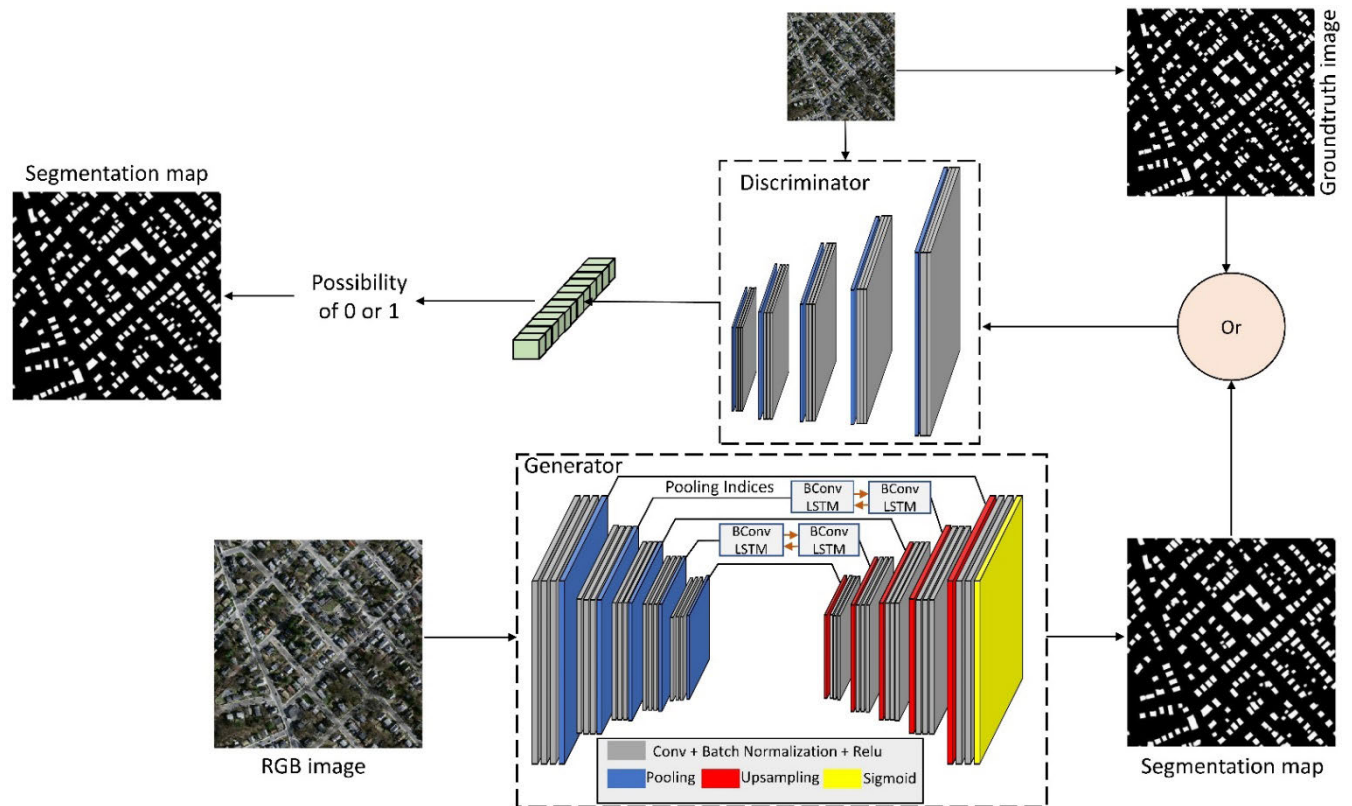 Groundtruth image
Segmentation map
Discriminator
Possibility
of 0 or 1
Or
Generator
Pooling Indices
BConv
LSTM
BConv
LSTM
BConv
LSTM
BConv
LSTM
Conv + Batch Normalization + Relu
Pooling
Upsampling
Sigmoid
RGB image
Segmentation map